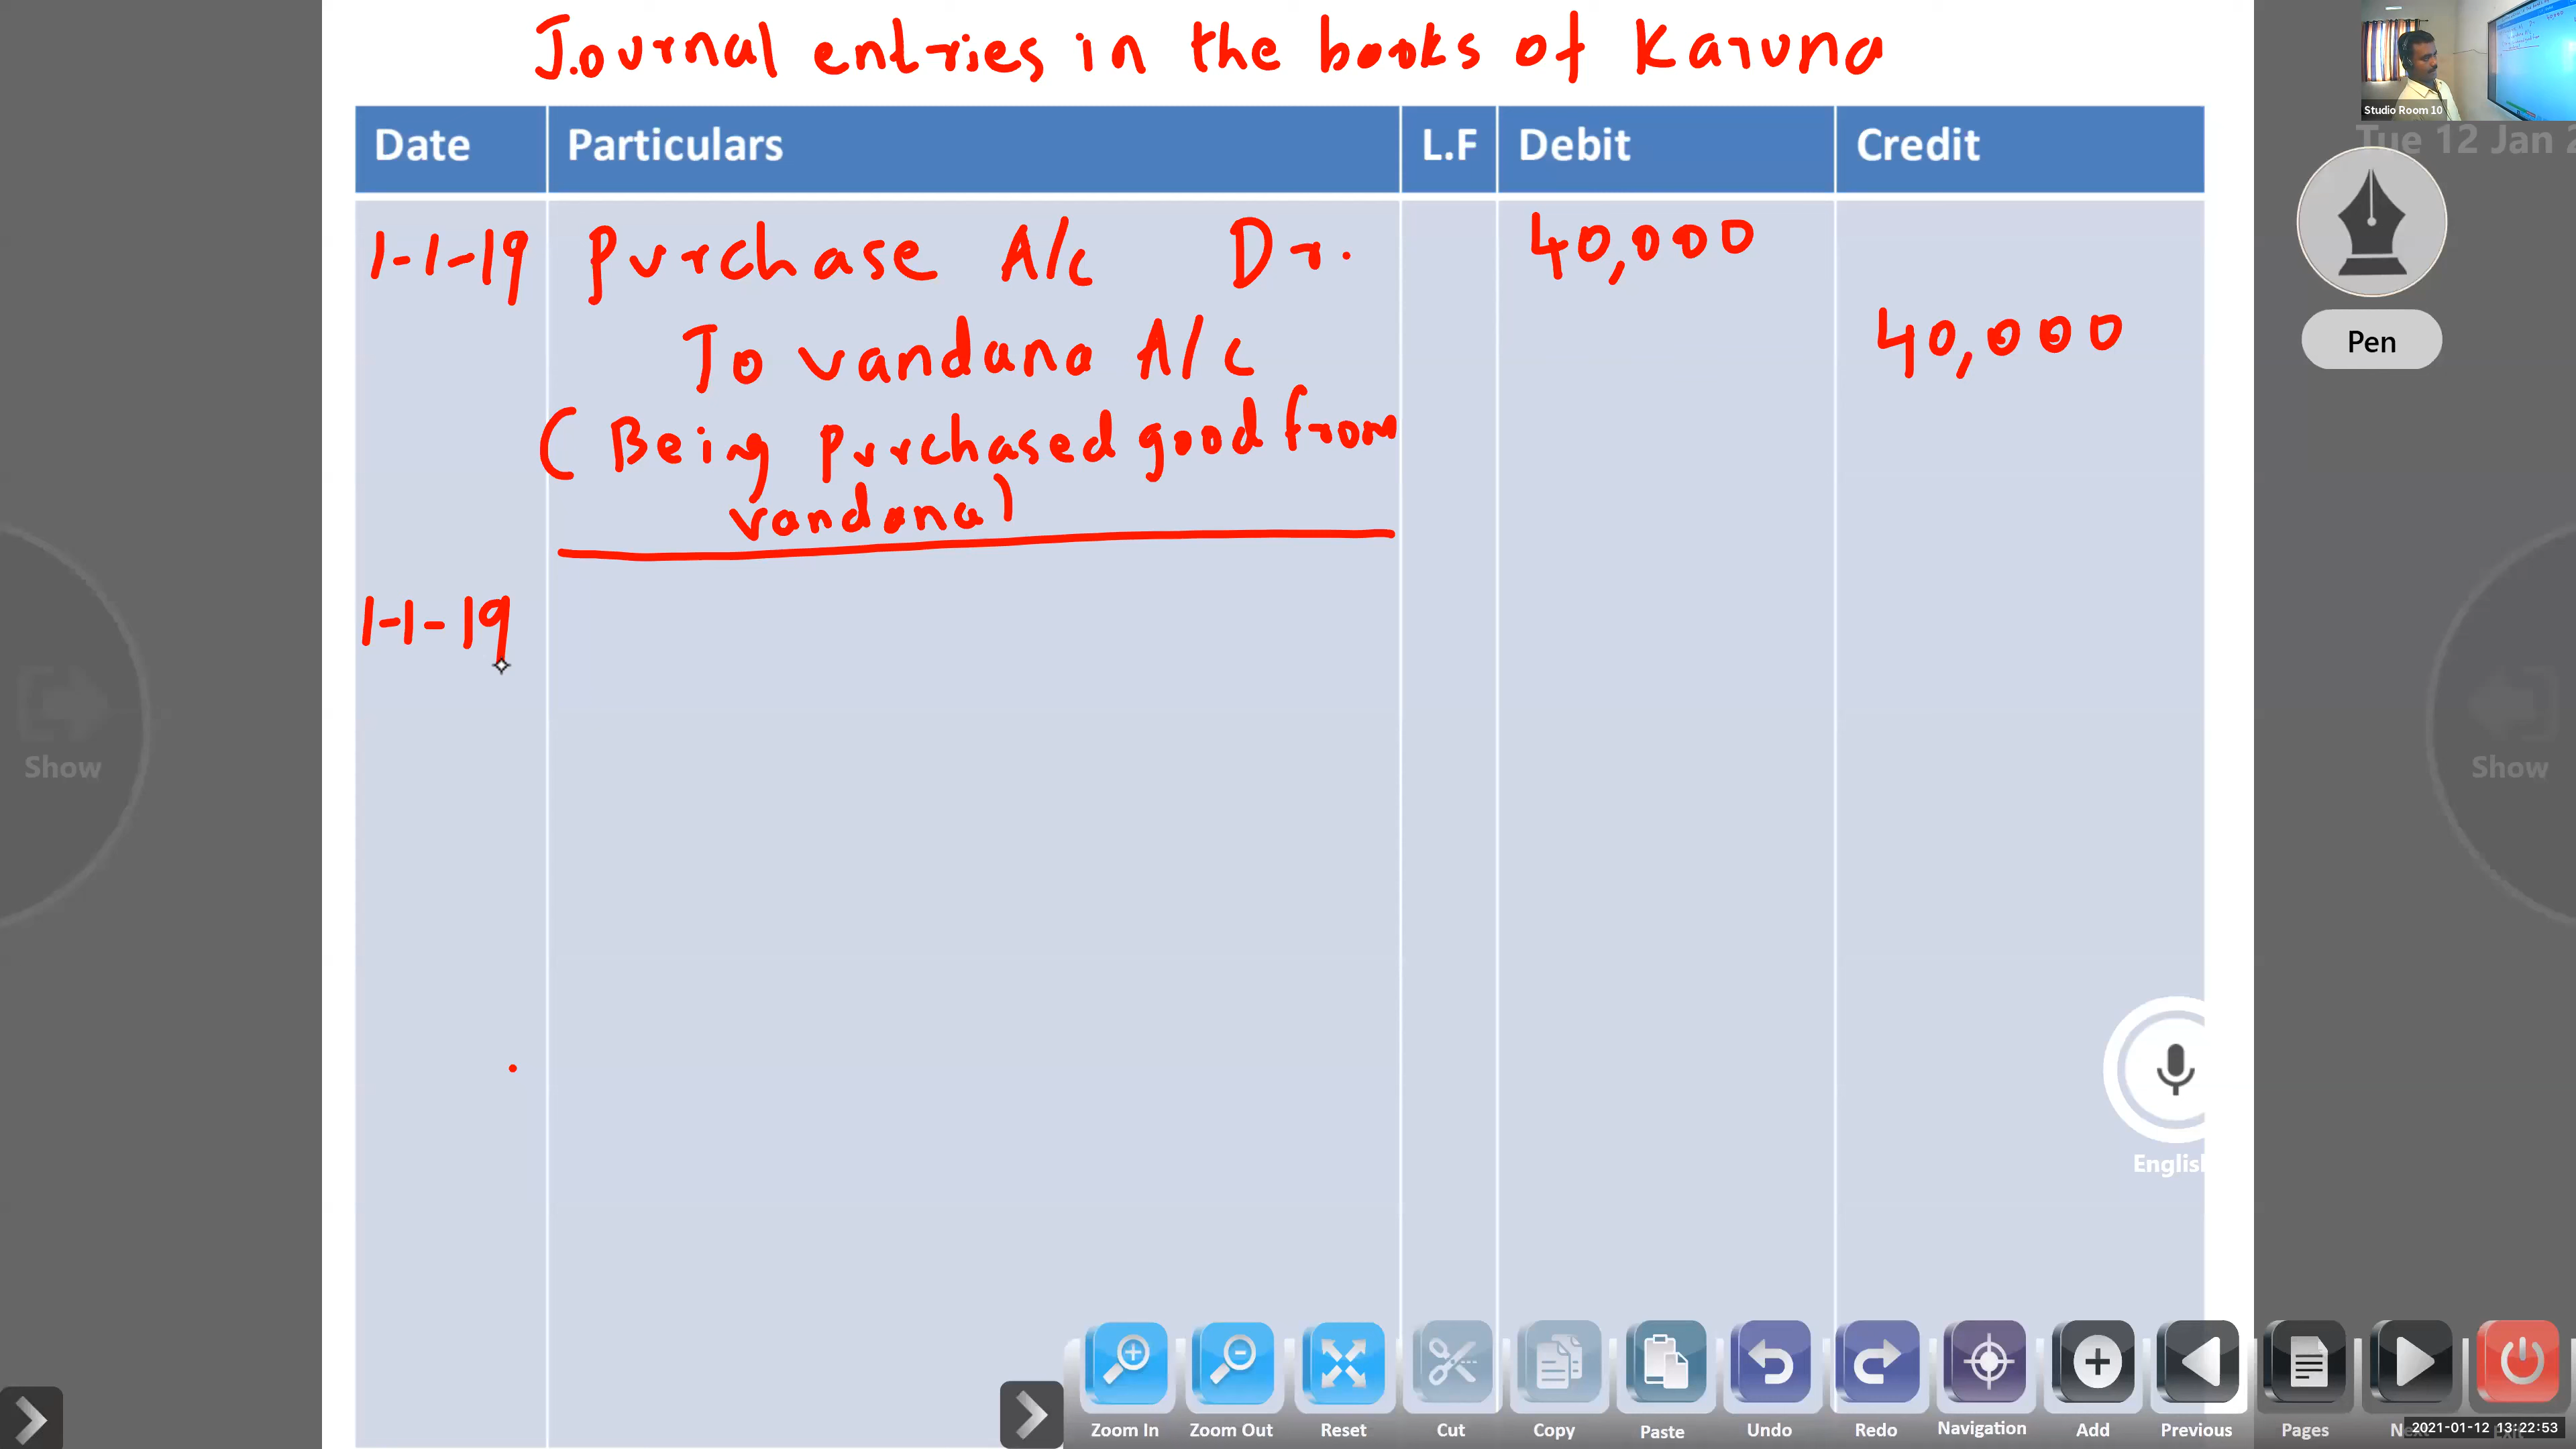 Journal entries in the books of Karuna
Studio Room 10
Tue 12 Jan 2
Date Particulars L.F Debit Credit
1-1-19 Purchase A/c Dr. 40,000
To vandana A/c 40,000
( Being purchased good from
vandana)
1-1-19
Pen
Show
Show
English
Zoom In Zoom Out Reset Cut Copy Paste Undo Redo Navigation Add Previous Pages
2021-01-12 13:22:53